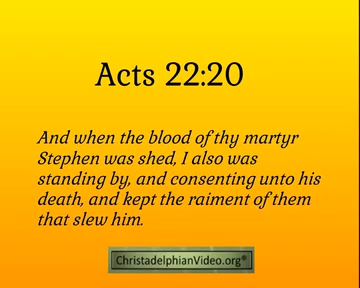 Acts 22:20
And when the blood of thy martyr
Stephen was shed, I also was
standing by, and consenting unto his
death, and kept the raiment of them
that slew him.
ChristadelphianVideo.org®